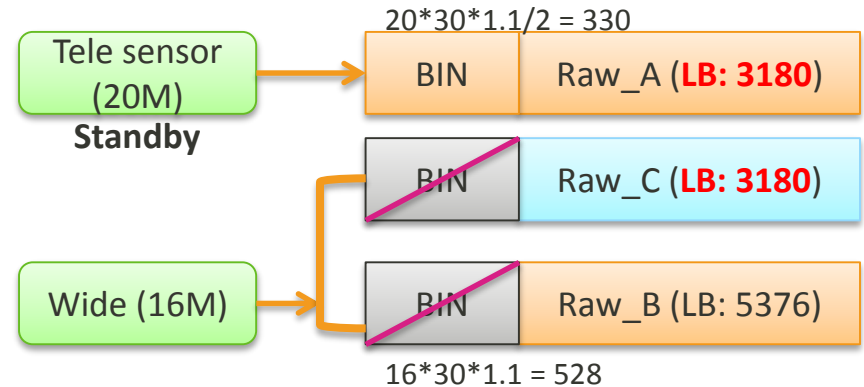 20*30*1.1/2 = 330
Tele sensor
(20M)
Standby
BIN
Raw_A (LB: 3180)
BIN
Raw_C (LB: 3180)
Wide (16M)
BIN
Raw_B (LB: 5376)
16*30*1.1 = 528